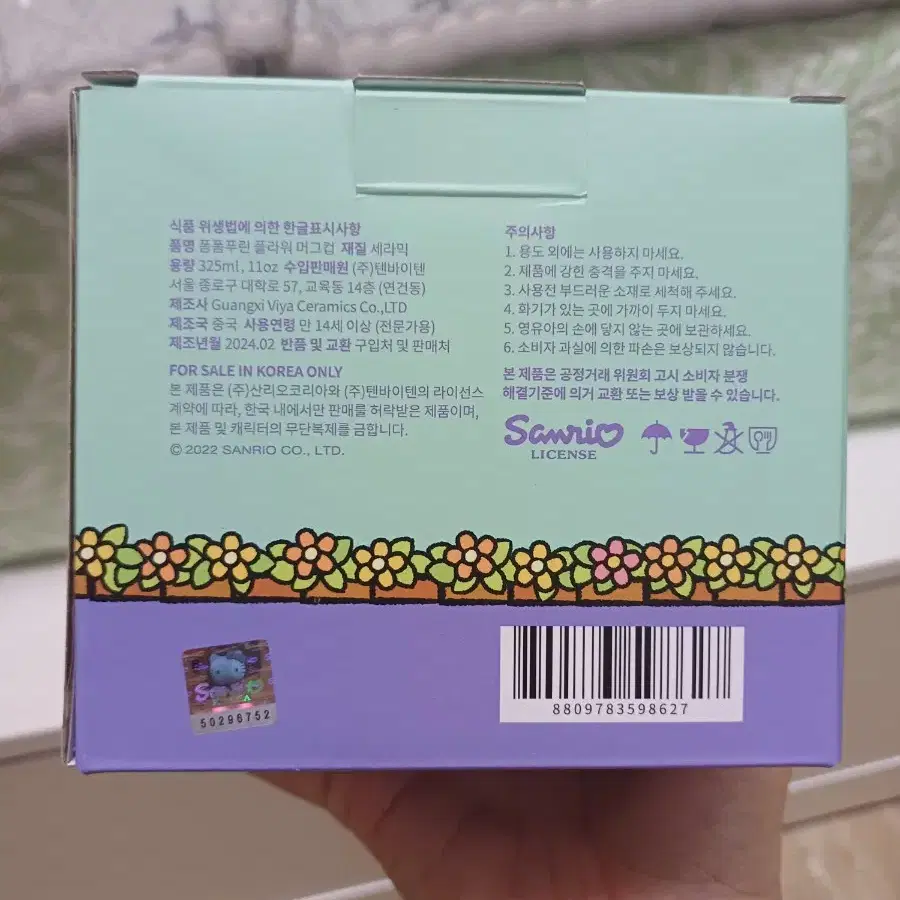 식품 위생법에 의한 한글표시사항
품명 폼폼푸린 플라워 머그컵 재질 세라믹
용량 325ml, 11oz 수입판매원 (주)텐바이텐
서울 종로구 대학로 57, 교육동 14층 (연건동)
제조사 Guangxi Viya Ceramics Co.,LTD
제조국 중국 사용연령 만 14세 이상 (전문가용)
제조년월 2024.02 반품 및 교환 구입처 및 판매처
FOR SALE IN KOREA ONLY
본 제품은 (주)산리오코리아와 (주)텐바이텐의 라이선스
계약에 따라, 한국 내에서만 판매를 허락받은 제품이며,
본 제품 및 캐릭터의 무단복제를 금합니다.
© 2022 SANRIO CO., LTD.
주의사항
1. 용도 외에는 사용하지 마세요.
2. 제품에 강한 충격을 주지 마세요.
3. 사용전 부드러운 소재로 세척해 주세요.
4. 화기가 있는 곳에 가까이 두지 마세요.
5. 영유아의 손에 닿지 않는 곳에 보관하세요.
6. 소비자 과실에 의한 파손은 보상되지 않습니다.
본 제품은 공정거래 위원회 고시 소비자 분쟁
해결기준에 의거 교환 또는 보상 받을 수 있습니다.
Sanrio
LICENSE
50296752
8809783598627